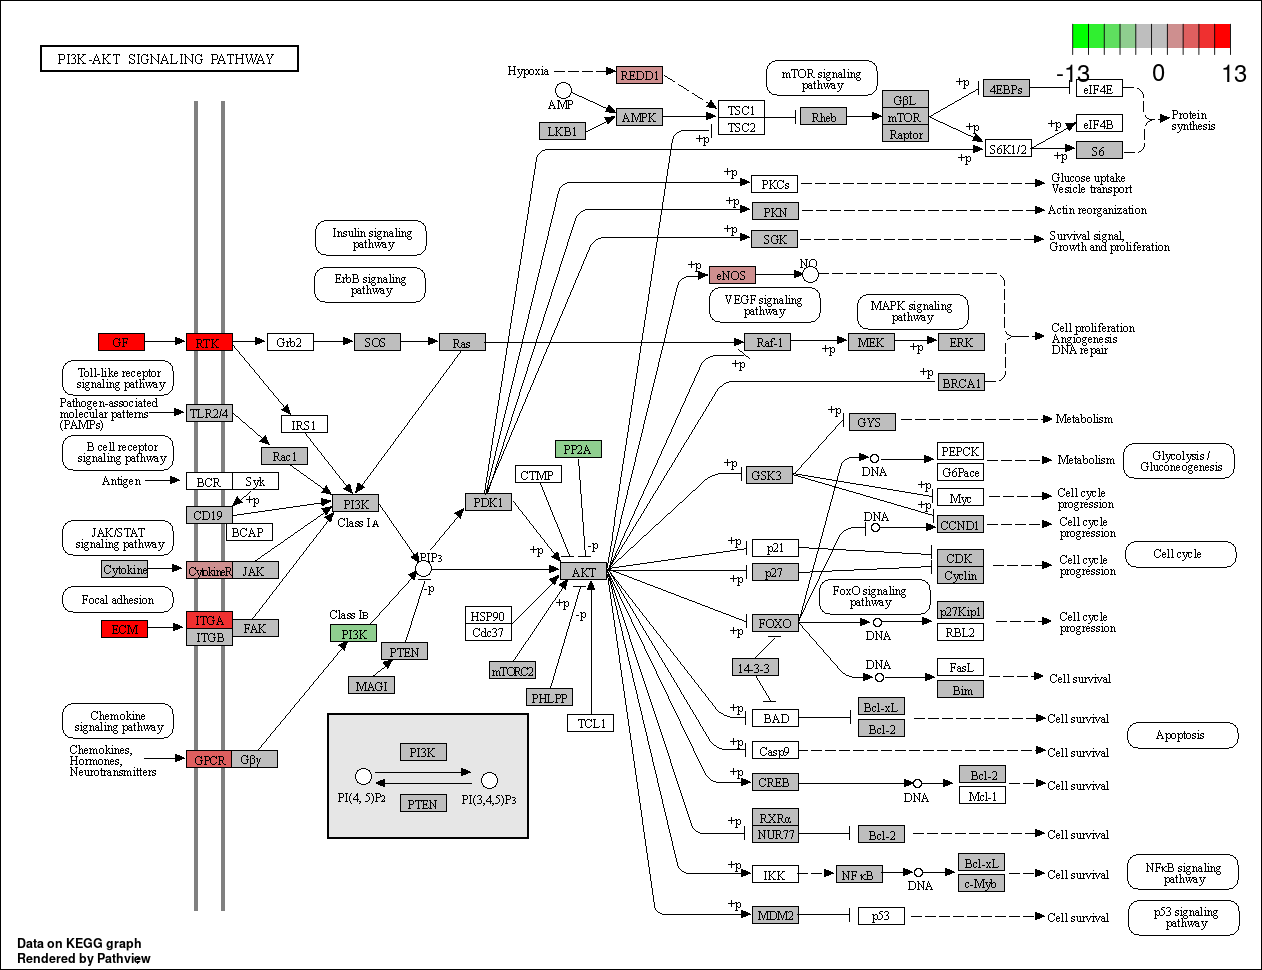 PI3K-AKT SIGNALING PATHWAY
-13 0 13
Hypoxia
REDD1
AMP
LKB1
AMPK
TSC1
TSC2
+p
mTOR signaling
pathway
Rheb
GβL
mTOR
Raptor
+p
4EBPs
eIF4E
+p
S6K1/2
+p
+p
eIF4B
+p
S6
Protein
synthesis
+p
PKCs
Glucose uptake
Vesicle transport
+p
PKN
Actin reorganization
+p
SGK
Survival signal,
Growth and proliferation
Insulin signaling
pathway
ErbB signaling
pathway
+p
eNOS
NO
VEGF signaling
pathway
MAPK signaling
pathway
GF
RTK
Grb2
SOS
Ras
Raf-1
+p
+p
MEK
+p
ERK
Cell proliferation
Angiogenesis
DNA repair
+p
BRCA1
Toll-like receptor
signaling pathway
Pathogen-associated
molecular patterns
(PAMPs)
TLR2/4
IRS1
Rac1
B cell receptor
signaling pathway
Antigen
BCR
Syk
+p
CD19
BCAP
PI3K
Class IA
JAK/STAT
signaling pathway
Cytokine
CytokineR
JAK
Focal adhesion
ECM
ITGA
ITGB
FAK
Class IB
PI3K
PTEN
MAGI
PIP3
-p
PDK1
+p
PP2A
CTMP
-p
AKT
HSP90
Cdc37
+p
-p
mTORC2
PHLPP
TCL1
Chemokine
signaling pathway
Chemokines,
Hormones,
Neurotransmitters
GPCR
Gβγ
PI3K
PI(4, 5)P2
PI(3,4,5)P3
PTEN
+p
GYS
Metabolism
+p
GSK3
DNA
PEPCK
G6Pace
Metabolism
Glycolysis /
Gluconeogenesis
+p
Myc
Cell cycle
progression
+p
DNA
CCND1
Cell cycle
progression
+p
p21
+p
p27
CDK
Cyclin
Cell cycle
progression
Cell cycle
FoxO signaling
pathway
+p
FOXO
DNA
p27Kip1
RBL2
Cell cycle
progression
14-3-3
DNA
FasL
Bim
Cell survival
+p
BAD
Bcl-xL
Bcl-2
Cell survival
+p
Casp9
Cell survival
Apoptosis
+p
CREB
DNA
Bcl-2
Mcl-1
Cell survival
+p
RXRα
NUR77
Bcl-2
Cell survival
+p
IKK
NFκB
DNA
Bcl-xL
c-Myb
Cell survival
NFκB signaling
pathway
+p
MDM2
p53
Cell survival
p53 signaling
pathway
Data on KEGG graph
Rendered by Pathview